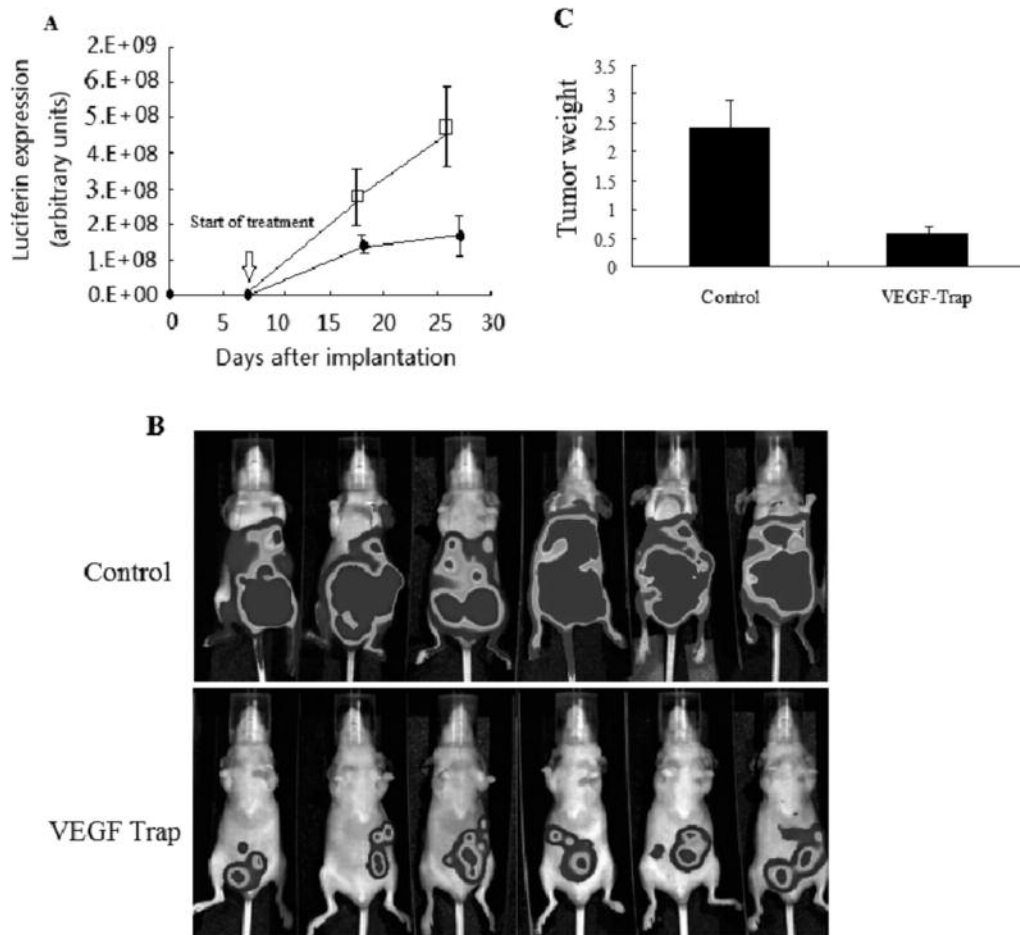 A
Luciferin expression
(arbitrary units)
2.E+09
6.E+08
5.E+08
4.E+08
3.E+08
2.E+08
1.E+08
0.E+00
Start of treatment
0 5 10 15 20 25 30
Days after implantation
C
Tumor weight
3.5
3
2.5
2
1.5
1
0.5
0
Control VEGF-Trap
B
Control
VEGF Trap